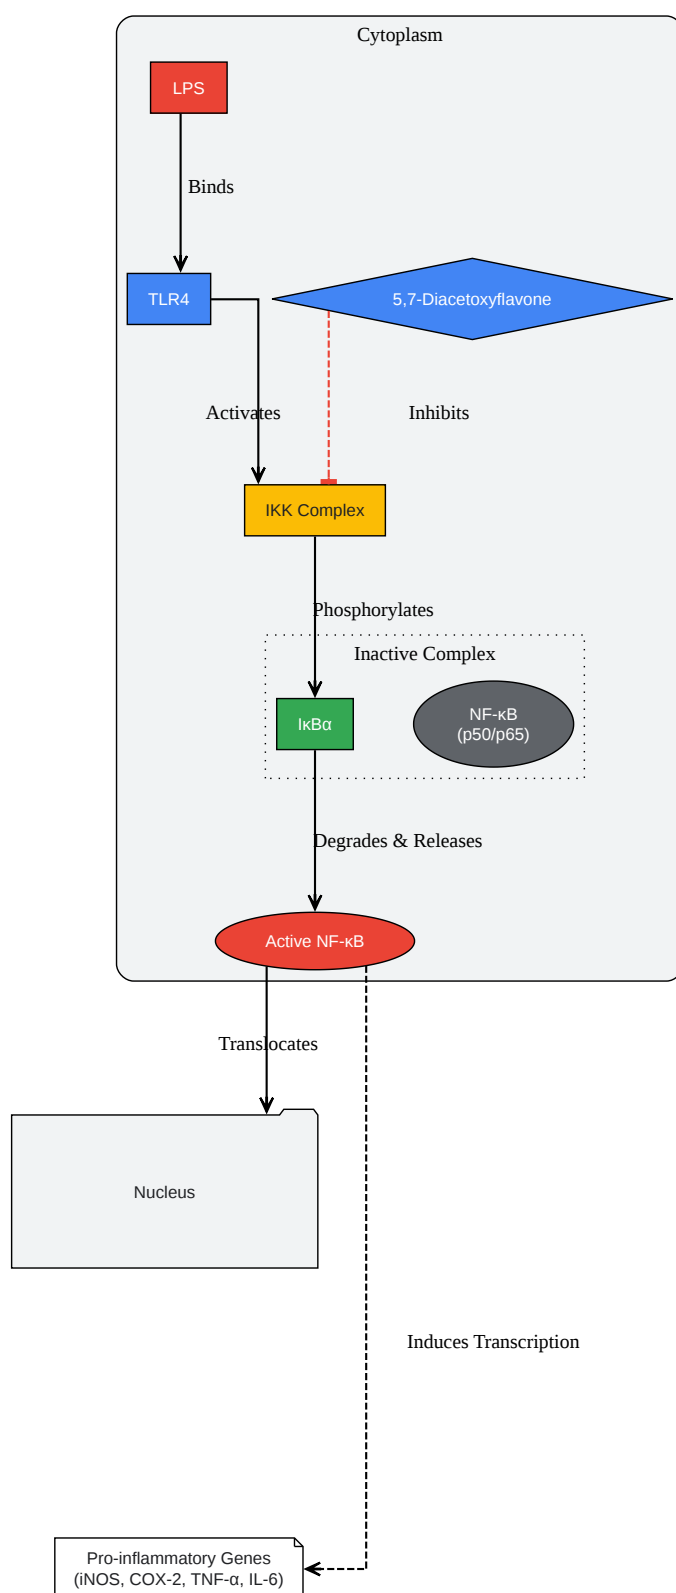 Cytoplasm
LPS
Binds
TLR4
5,7-Diacetoxyflavone
Activates
Inhibits
IKK Complex
Phosphorylates
Inactive Complex
IκBα
NF-κB
(p50/p65)
Degrades & Releases
Active NF-κB
Translocates
Nucleus
Induces Transcription
Pro-inflammatory Genes
(iNOS, COX-2, TNF-α, IL-6)